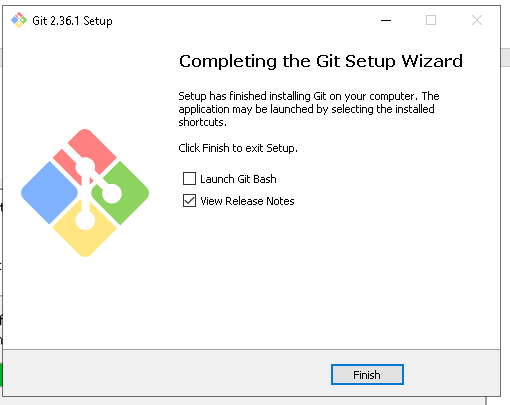 Git 2.36.1 Setup
Completing the Git Setup Wizard
Setup has finished installing Git on your computer. The
application may be launched by selecting the installed
shortcuts.
Click Finish to exit Setup.
Launch Git Bash
View Release Notes
Finish